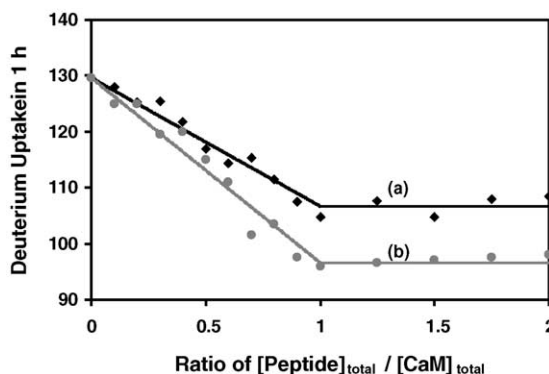 140
130
120
110
100
90
Deuterium Uptakein 1 h
(a)
(b)
0
0.5
1
1.5
2
Ratio of [Peptide]total / [CaM] total